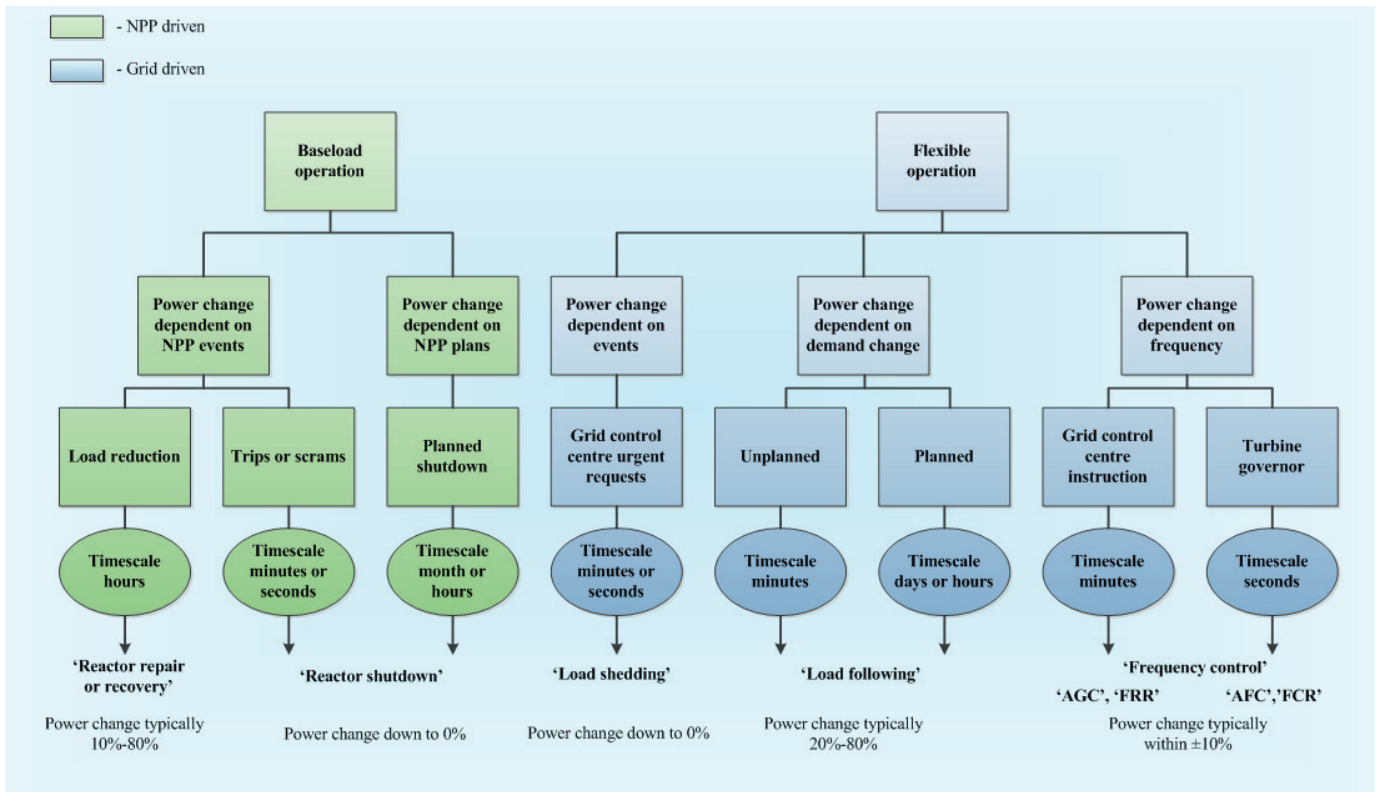 - NPP driven
- Grid driven
Baseload
operation
Flexible
operation
Power change
dependent on
NPP events
Power change
dependent on
NPP plans
Power change
dependent on
events
Power change
dependent on
demand change
Power change
dependent on
frequency
Load reduction
Trips or scrams
Planned
shutdown
Grid control
centre urgent
requests
Unplanned
Planned
Grid control
centre
instruction
Turbine
governor
Timescale
hours
Timescale
minutes or
seconds
Timescale
month or
hours
Timescale
minutes or
seconds
Timescale
minutes
Timescale
days or hours
Timescale
minutes
Timescale
seconds
‘Reactor repair
or recovery’
‘Reactor shutdown’
‘Load shedding’
‘Load following’
‘Frequency control’
‘AGC’, ‘FRR’
‘AFC’,’FCR’
Power change typically
10%-80%
Power change down to 0%
Power change down to 0%
Power change typically
20%-80%
Power change typically
within ±10%